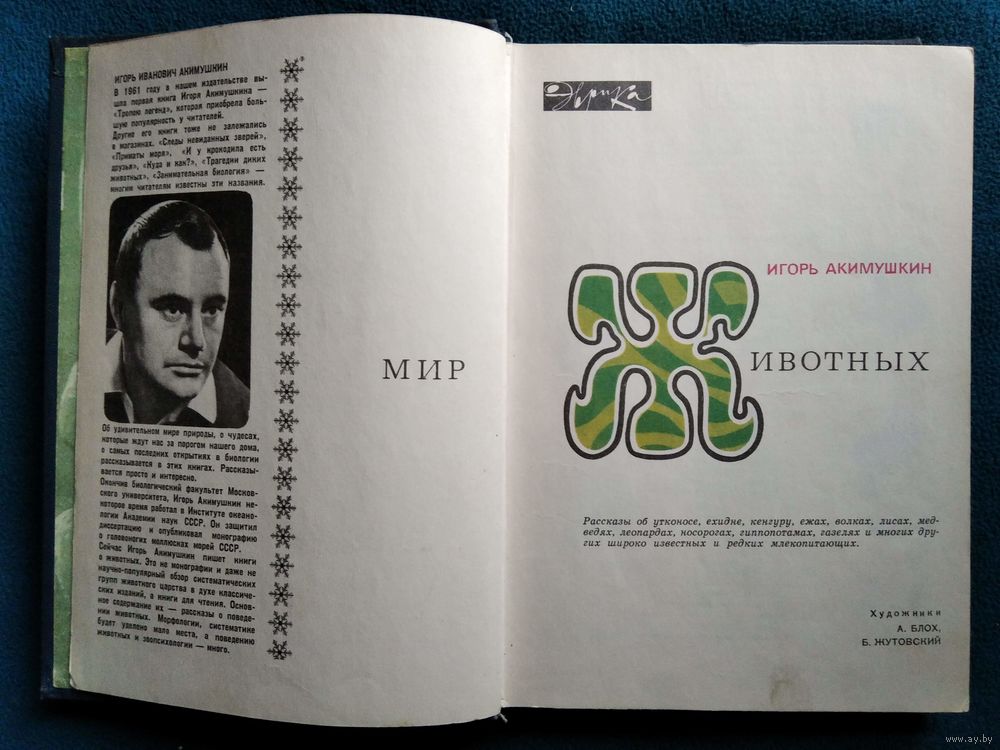 ИГОРЬ ИВАНОВИЧ АКИМУШКИН
В 1961 году в нашем издательстве вы-
шла первая книга Игоря Акимушкина —
«Тропою легенд», которая приобрела боль-
шую популярность у читателей.
Другие его книги тоже не залежались
в магазинах. «Следы невиданных зверей»,
«Приматы моря», «И у крокодила есть
друзья», «Куда и как?», «Трагедии диких
животных», «Занимательная биология» —
многим читателям известны эти названия.
Об удивительном мире природы, о чудесах,
которые ждут нас за порогом нашего дома,
о самых последних открытиях в биологии
рассказывается в этих книгах. Рассказы-
вается просто и интересно.
Окончив биологический факультет Москов-
ского университета, Игорь Акимушкин не-
которое время работал в Институте океано-
логии Академии наук СССР. Он защитил
диссертацию и опубликовал монографию
о головоногих моллюсках морей СССР.
Сейчас Игорь Акимушкин пишет книги
о животных. Это не монографии и даже не
научно-популярный обзор систематических
групп животного царства в духе классиче-
ских изданий, а книги для чтения. Основ-
ное содержание их — рассказы о поведе-
нии животных. Морфологии, систематике
будет уделено мало места, а поведению
животных и зоопсихологии — много.
МИР
Эврика
ИГОРЬ АКИМУШКИН
ЖИВОТНЫХ
Рассказы об утконосе, ехидне, кенгуру, ежах, волках, лисах, мед-
ведях, леопардах, носорогах, гиппопотамах, газелях и многих дру-
гих широко известных и редких млекопитающих.
Художники
А. БЛОХ,
Б. ЖУТОВСКИЙ
www.ay.by